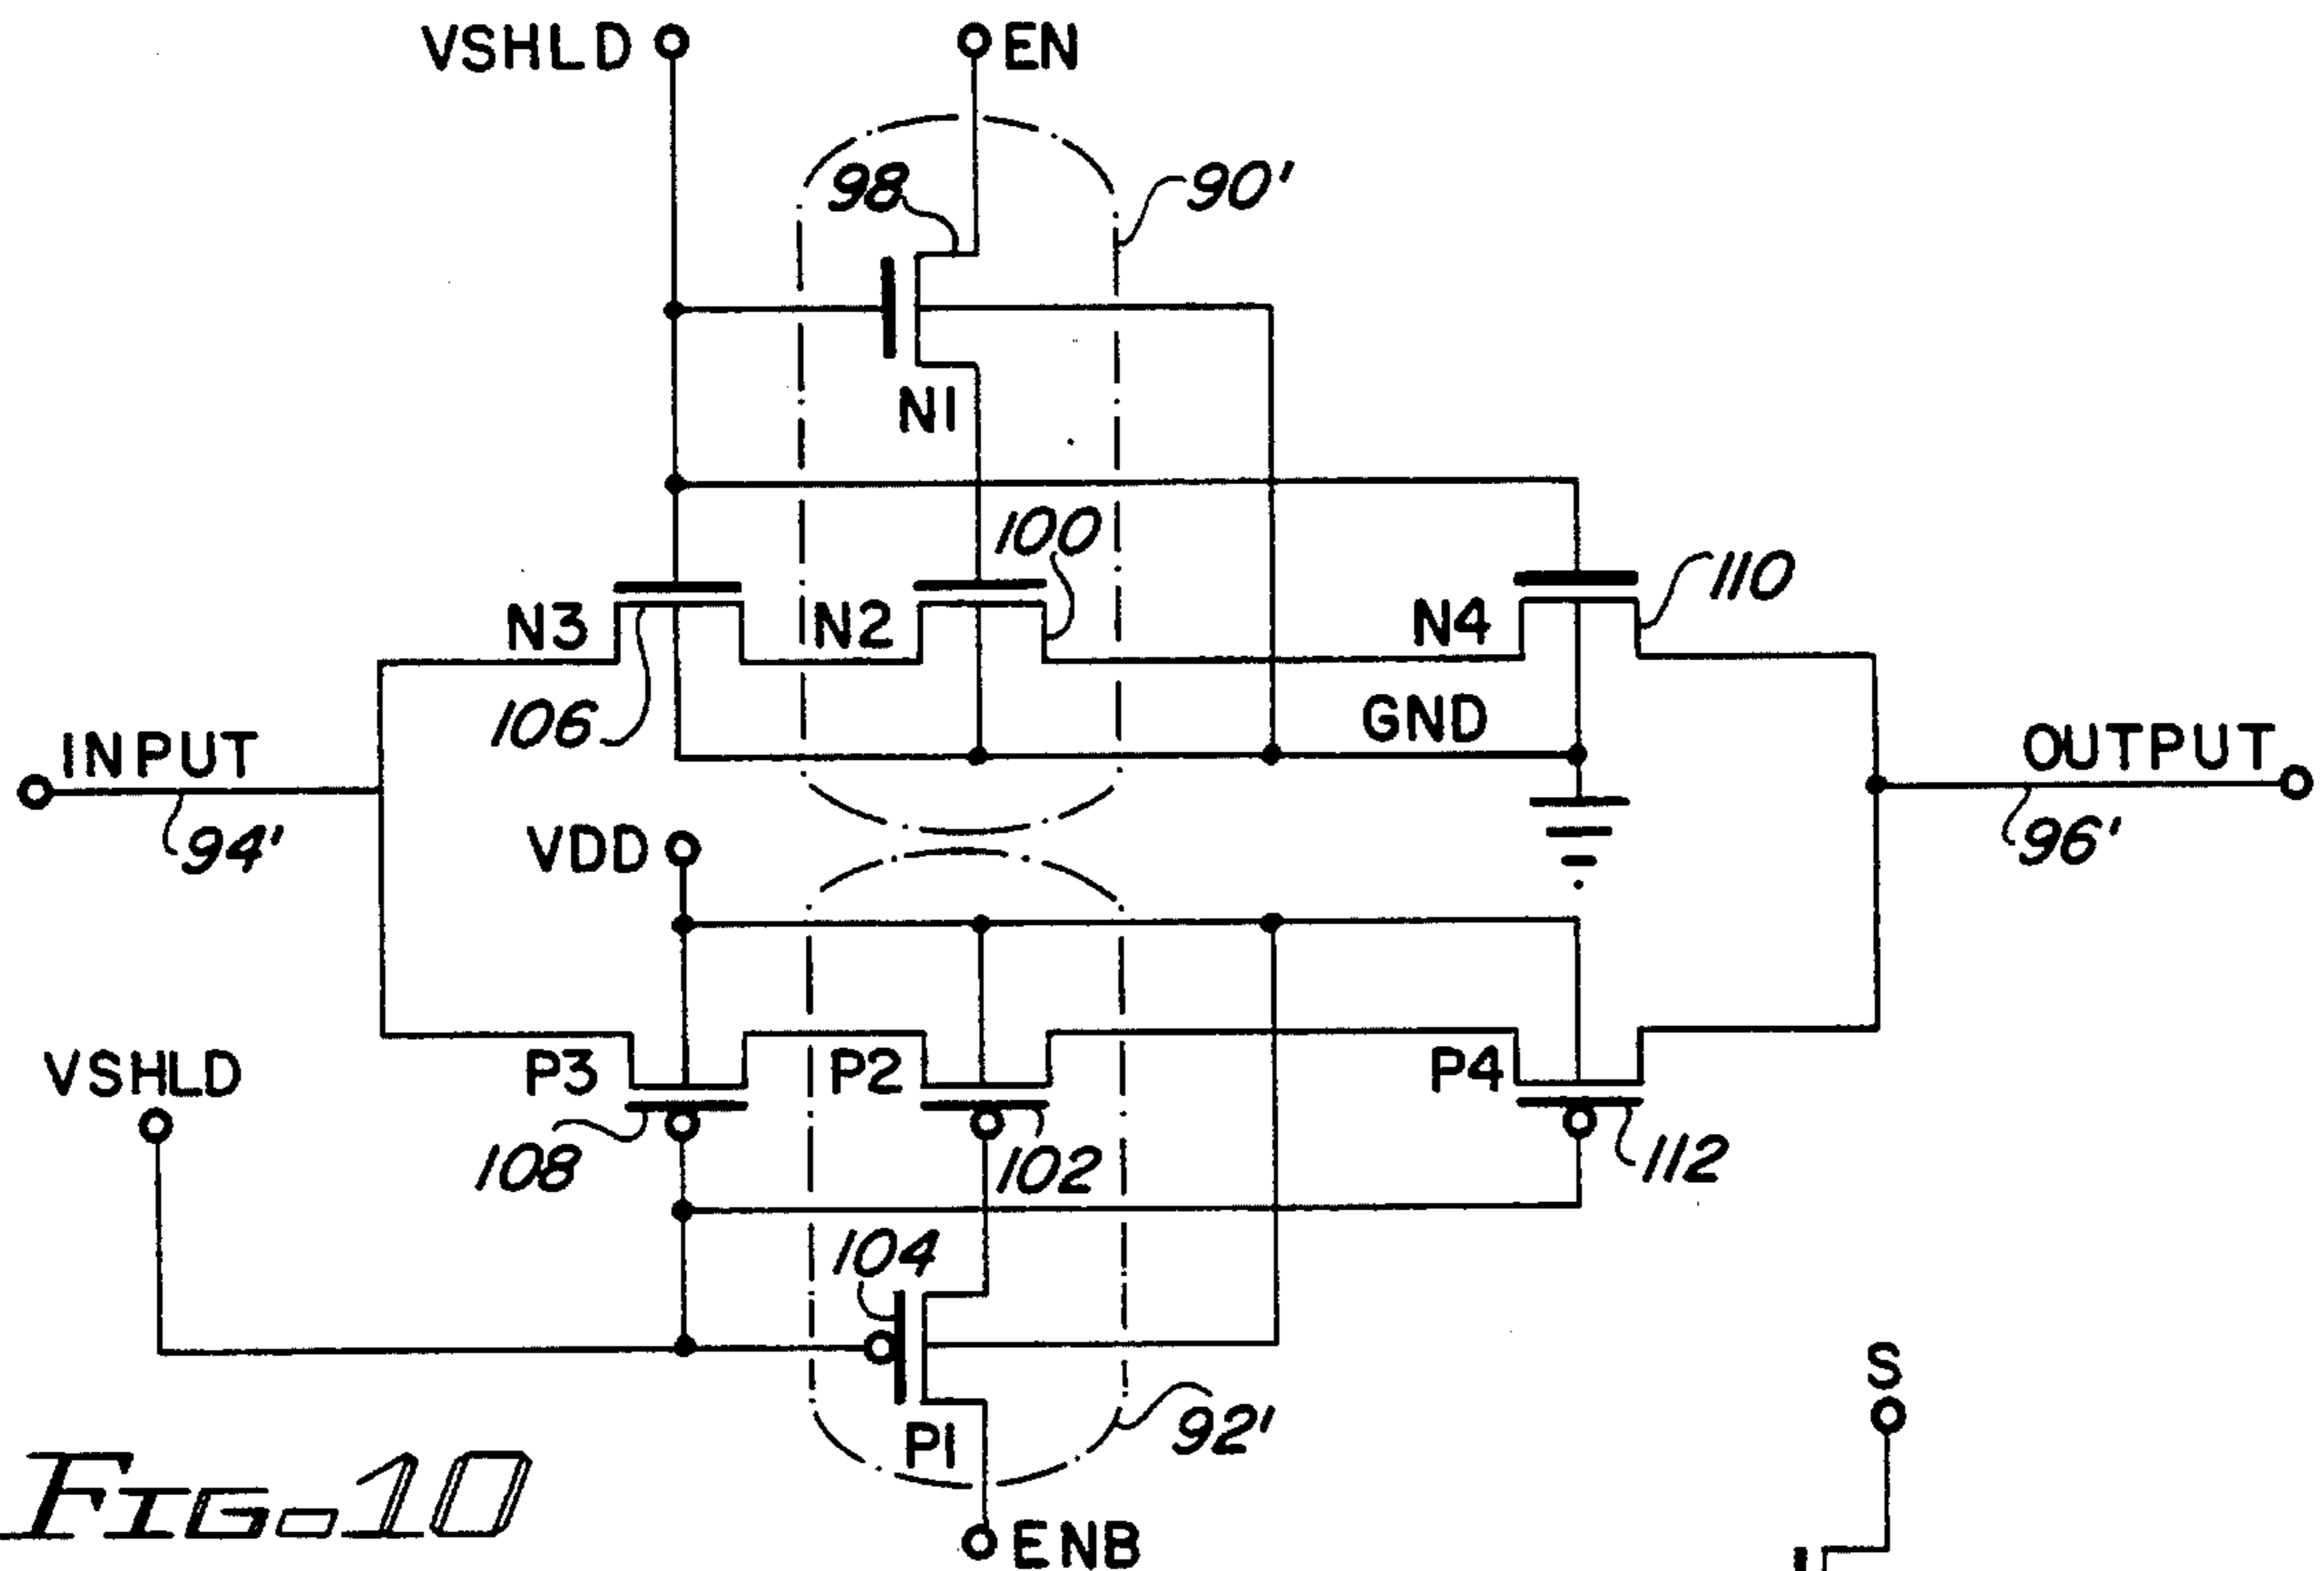 VSHLD
EN
98
90'
N1
100
N3
N2
N4
110
106
GND
INPUT
OUTPUT
94'
VDD
96'
VSHLD
P3
P2
P4
108
102
112
104
S
P1
92'
FIG. 10
ENB